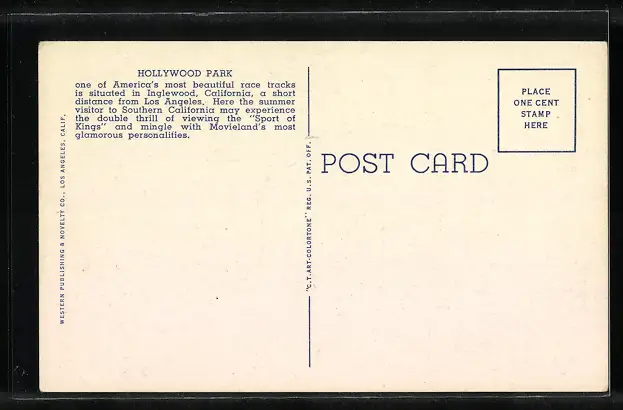 HOLLYWOOD PARK
one of America's most beautiful race tracks
is situated in Inglewood, California, a short
distance from Los Angeles. Here the summer
visitor to Southern California may experience
the double thrill of viewing the "Sport of
Kings" and mingle with Movieland's most
glamorous personalities.
WESTERN PUBLISHING & NOVELTY CO., LOS ANGELES, CALIF.
"C.T. ART-COLORTONE" REG. U.S. PAT. OFF.
POST CARD
PLACE
ONE CENT
STAMP
HERE